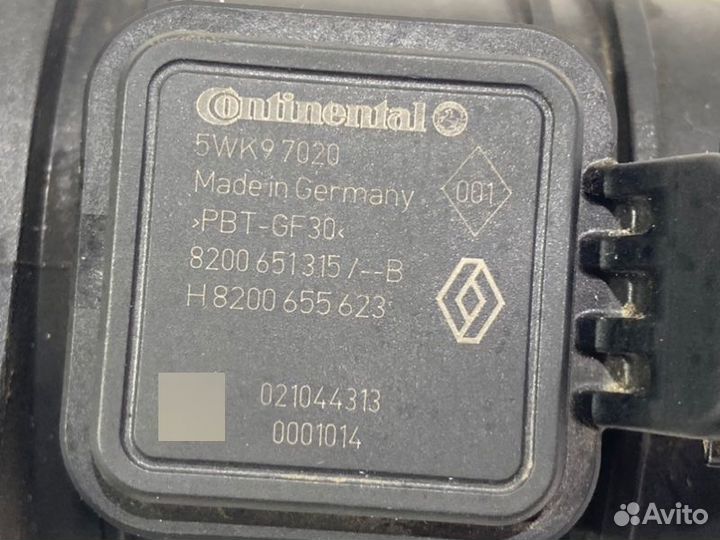 Continental
5WK9 7020
Made in Germany
001
>PBT-GF30<
8200 651 315 /--B
H 8200 655 623
021044313
0001014
Avito